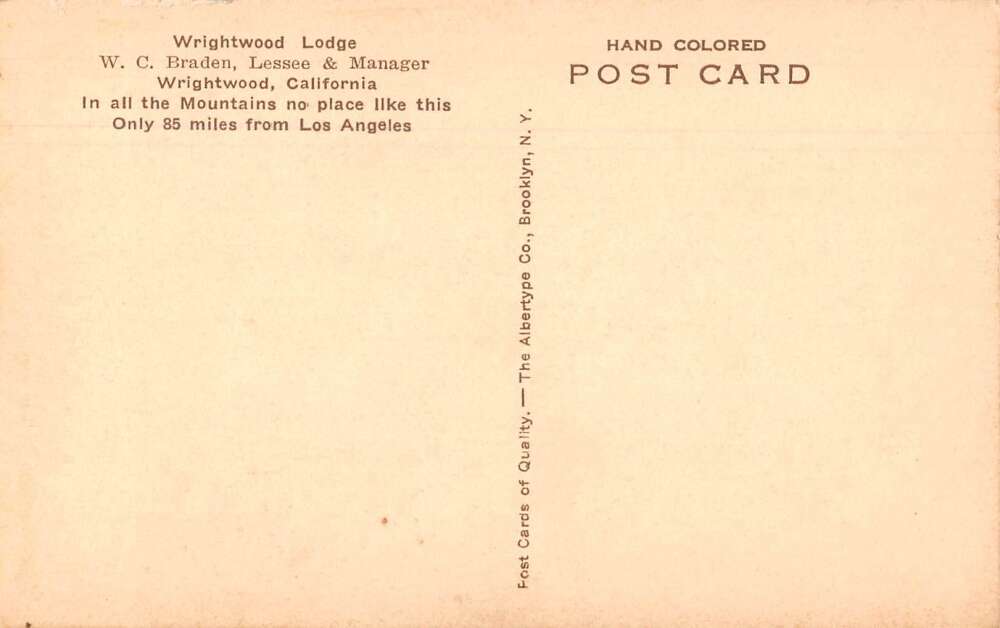 Wrightwood Lodge
W. C. Braden, Lessee & Manager
Wrightwood, California
In all the Mountains no place like this
Only 85 miles from Los Angeles
HAND COLORED
POST CARD
Post Cards of Quality. — The Albertype Co., Brooklyn, N. Y.